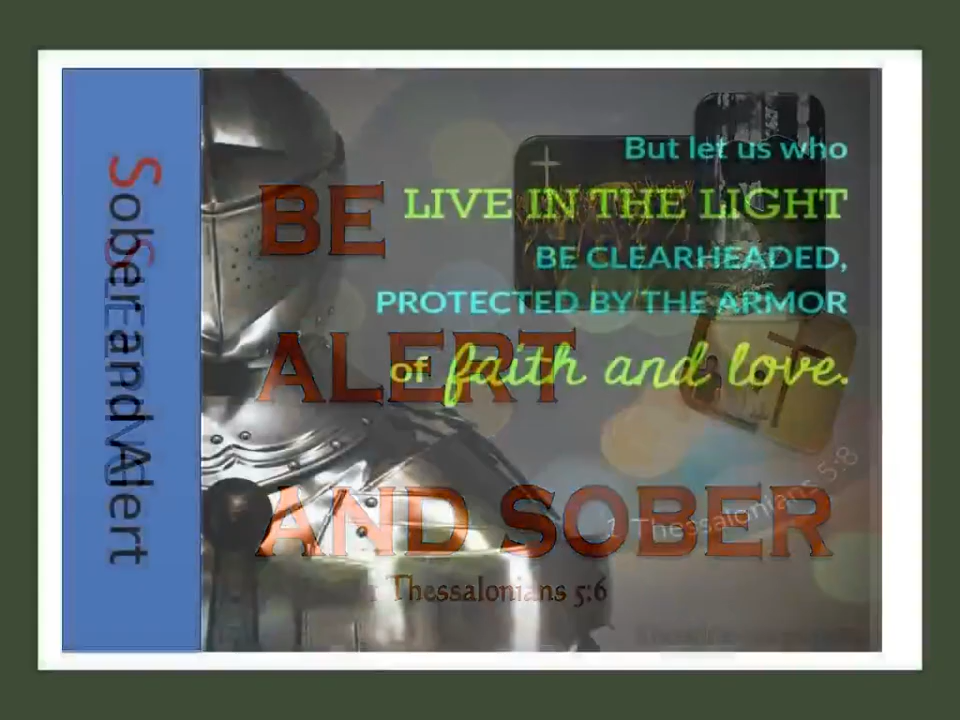 Sober and Alert
But let us who
LIVE IN THE LIGHT
BE CLEARHEADED,
PROTECTED BY THE ARMOR
of faith and love.
1 Thessalonians 5:8
BE
ALERT
AND SOBER
1 Thessalonians 5:6